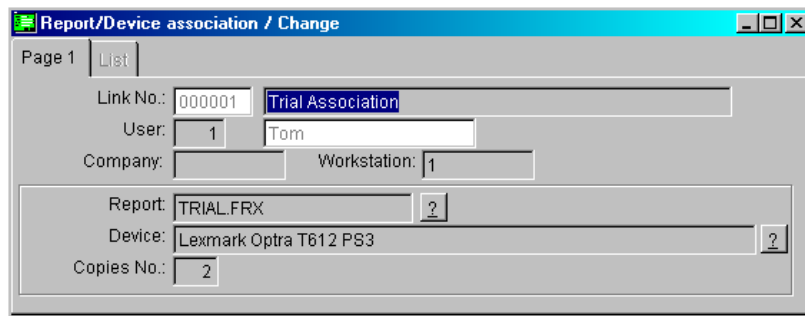 Report/Device association / Change
Page 1 List
Link No.: 000001 Trial Association
User: 1 Tom
Company: Workstation: 1
Report: TRIAL.FRX ?
Device: Lexmark Optra T612 PS3 ?
Copies No.: 2